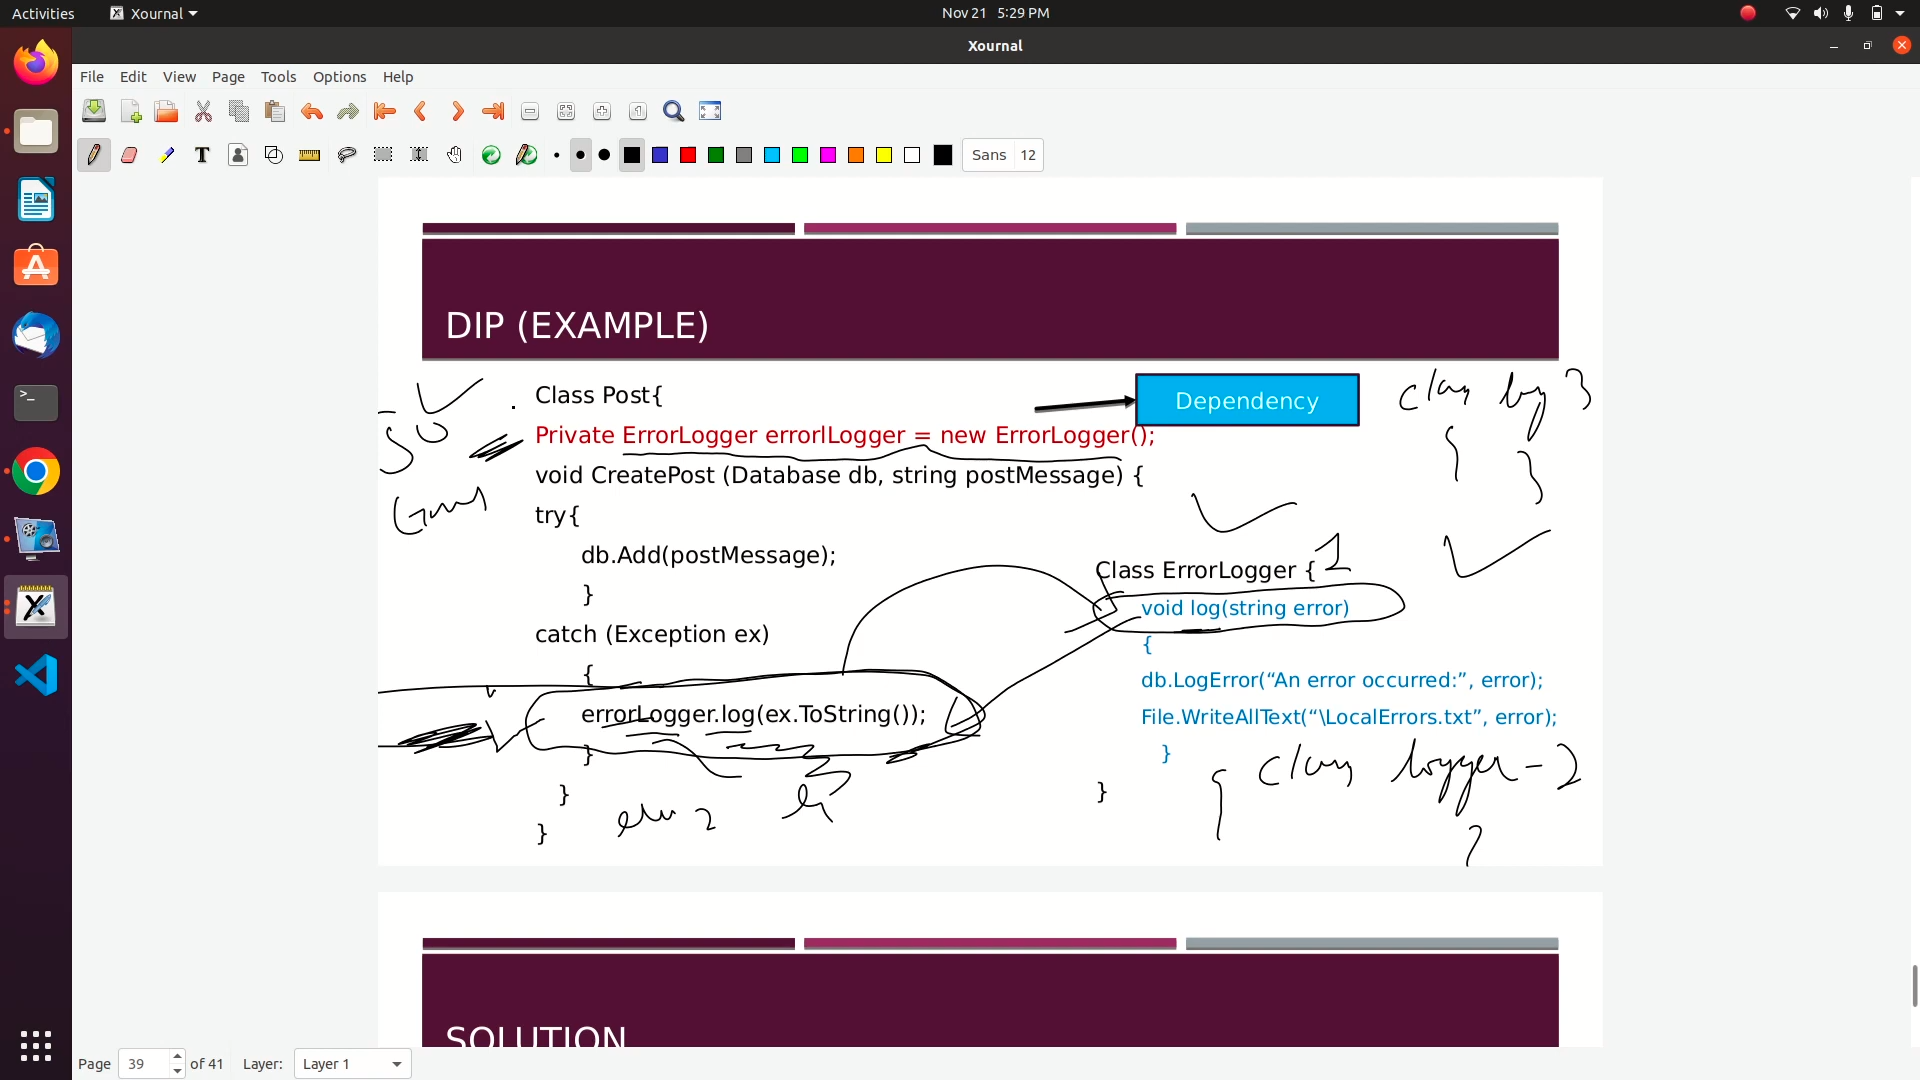 Activities
Xournal
Nov 21 5:29 PM
Xournal
File Edit View Page Tools Options Help
Sans 12
DIP (EXAMPLE)
Class Post{
Dependency
Private ErrorLogger errorlLogger = new ErrorLogger();
void CreatePost (Database db, string postMessage) {
try{
db.Add(postMessage);
}
catch (Exception ex)
{
errorLogger.log(ex.ToString());
}
}
}
Class ErrorLogger { 1
void log(string error)
{
db.LogError(“An error occurred:”, error);
File.WriteAllText(“\LocalErrors.txt”, error);
}
}
class logger-2
{
SOLUTION
Page 39 of 41 Layer: Layer 1